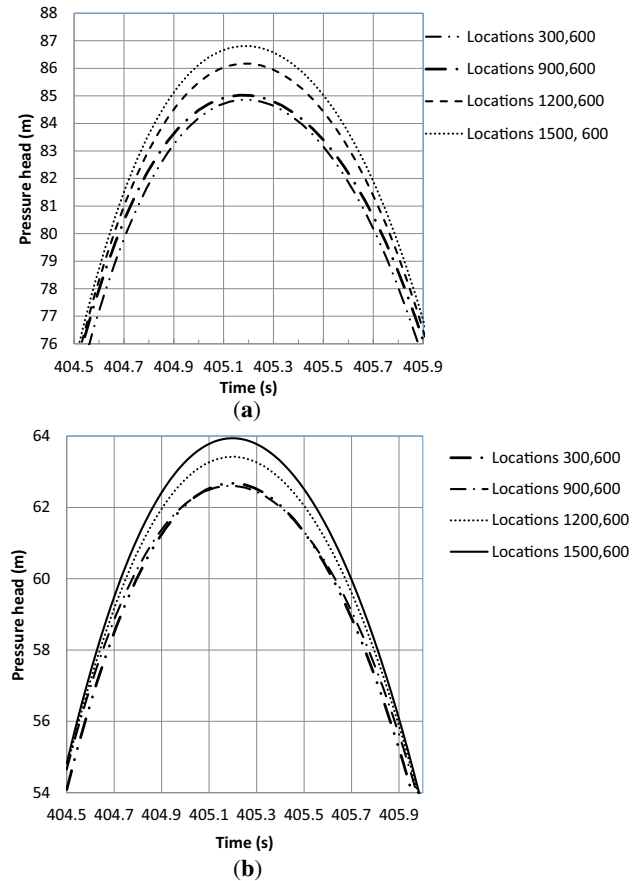 88
87
86
85
84
83
82
81
80
79
78
77
76
Pressure head (m)
404.5 404.7 404.9 405.1 405.3 405.5 405.7 405.9
Time (s)
Locations 300,600
Locations 900,600
Locations 1200,600
Locations 1500, 600
(a)
64
62
60
58
56
54
Pressure head (m)
404.5 404.7 404.9 405.1 405.3 405.5 405.7 405.9
Time (s)
Locations 300,600
Locations 900,600
Locations 1200,600
Locations 1500,600
(b)